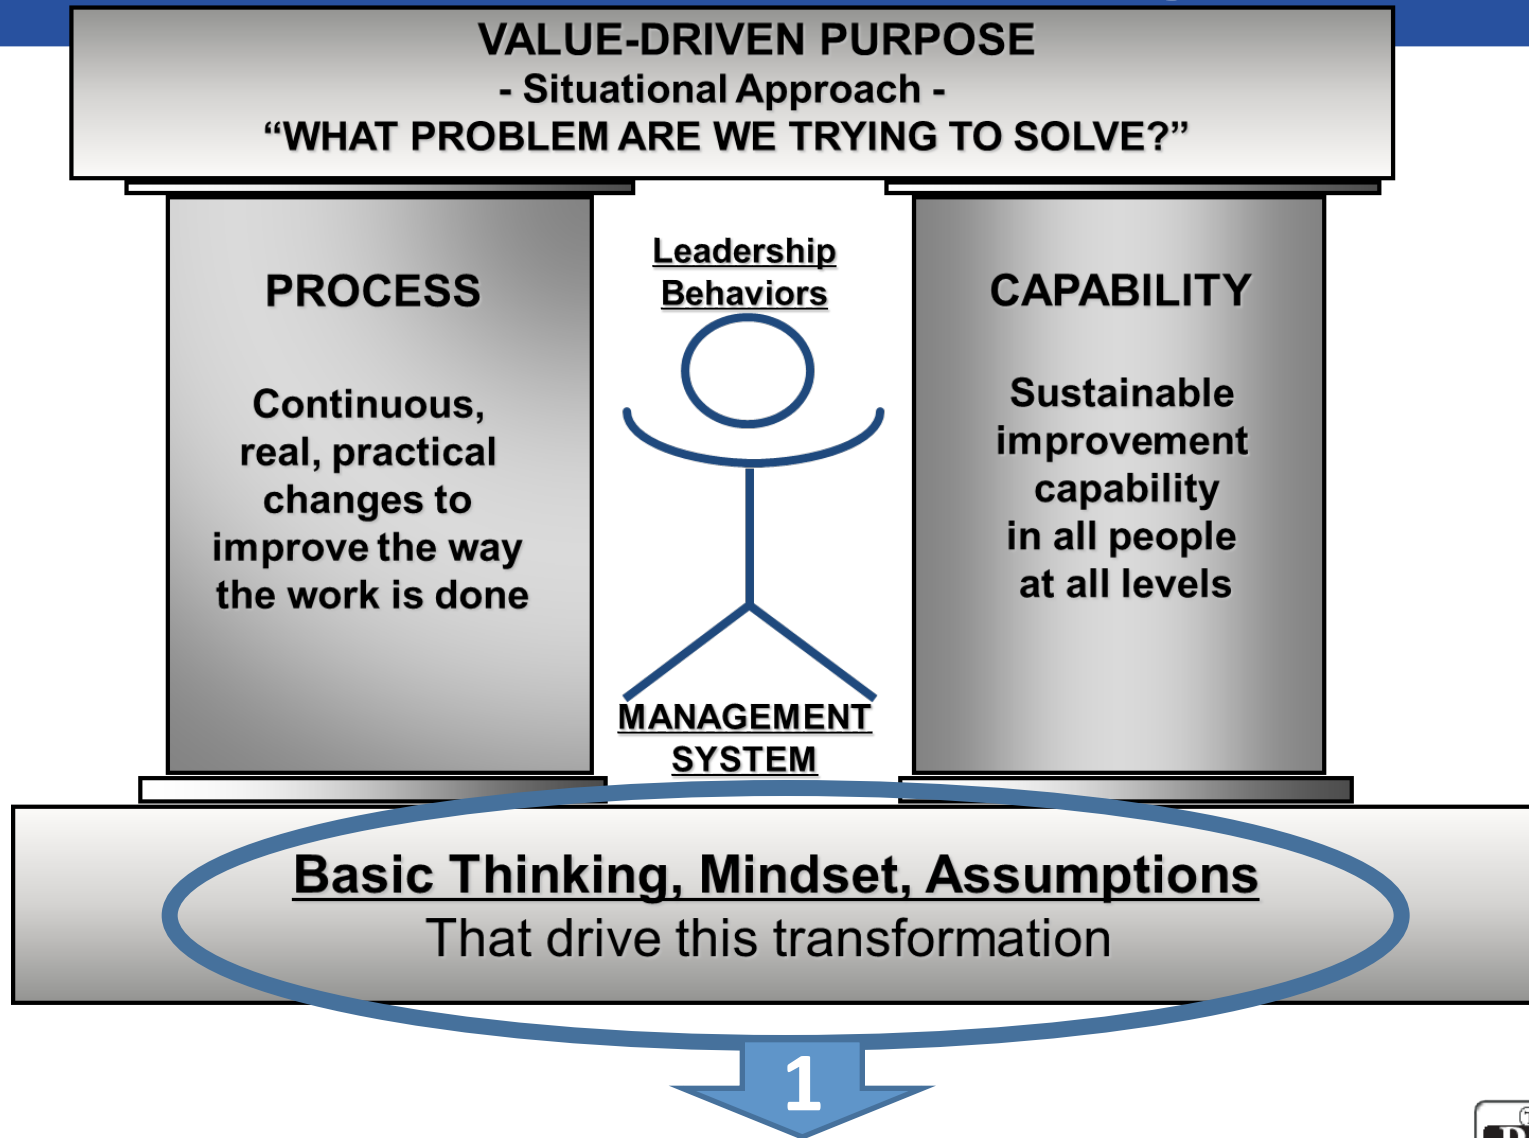 VALUE-DRIVEN PURPOSE
- Situational Approach -
“WHAT PROBLEM ARE WE TRYING TO SOLVE?”
PROCESS
Continuous,
real, practical
changes to
improve the way
the work is done
Leadership
Behaviors
MANAGEMENT
SYSTEM
CAPABILITY
Sustainable
improvement
capability
in all people
at all levels
Basic Thinking, Mindset, Assumptions
That drive this transformation
1